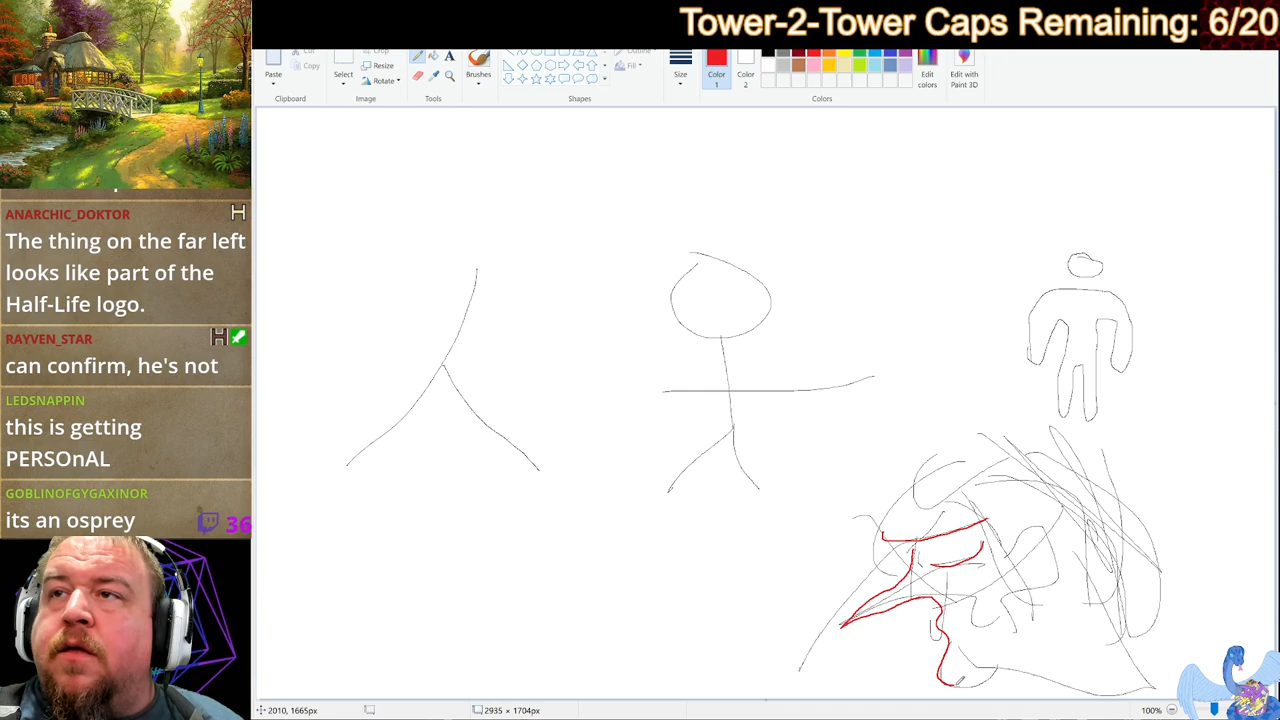 Tower-2-Tower Caps Remaining: 6/20
Paste
Cut
Copy
Clipboard
Select
Crop
Resize
Rotate
Image
Tools
Brushes
Outline
Fill
Shapes
Size
Color 1
Color 2
Edit colors
Edit with Paint 3D
Colors
ANARCHIC_DOKTOR
The thing on the far left
looks like part of the
Half-Life logo.
RAYVEN_STAR
can confirm, he's not
LEDSNAPPIN
this is getting
PERSOnAL
GOBLINOFGYGAXINOR
its an osprey
36
2010, 1665px
2935 × 1704px
100%